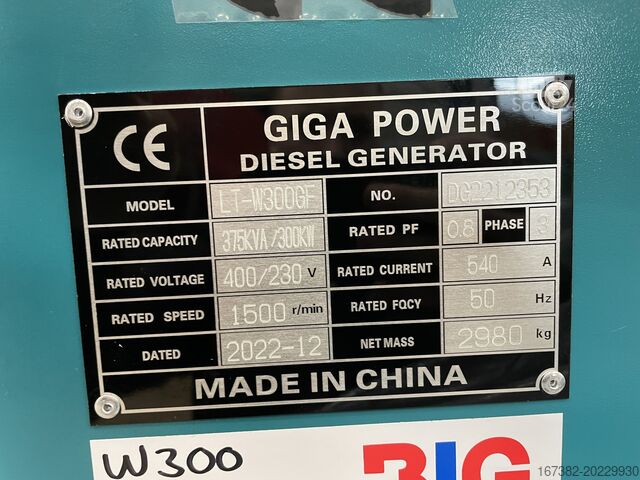 CE GIGA POWER
DIESEL GENERATOR
MODEL LT-W300GF NO. DG2212353
RATED CAPACITY 375KVA/300KW RATED PF 0.8 PHASE 3
RATED VOLTAGE 400/230 V RATED CURRENT 540 A
RATED SPEED 1500 r/min RATED FQCY 50 Hz
DATED 2022-12 NET MASS 2980 kg
MADE IN CHINA
W300 BIG
167382-20229930